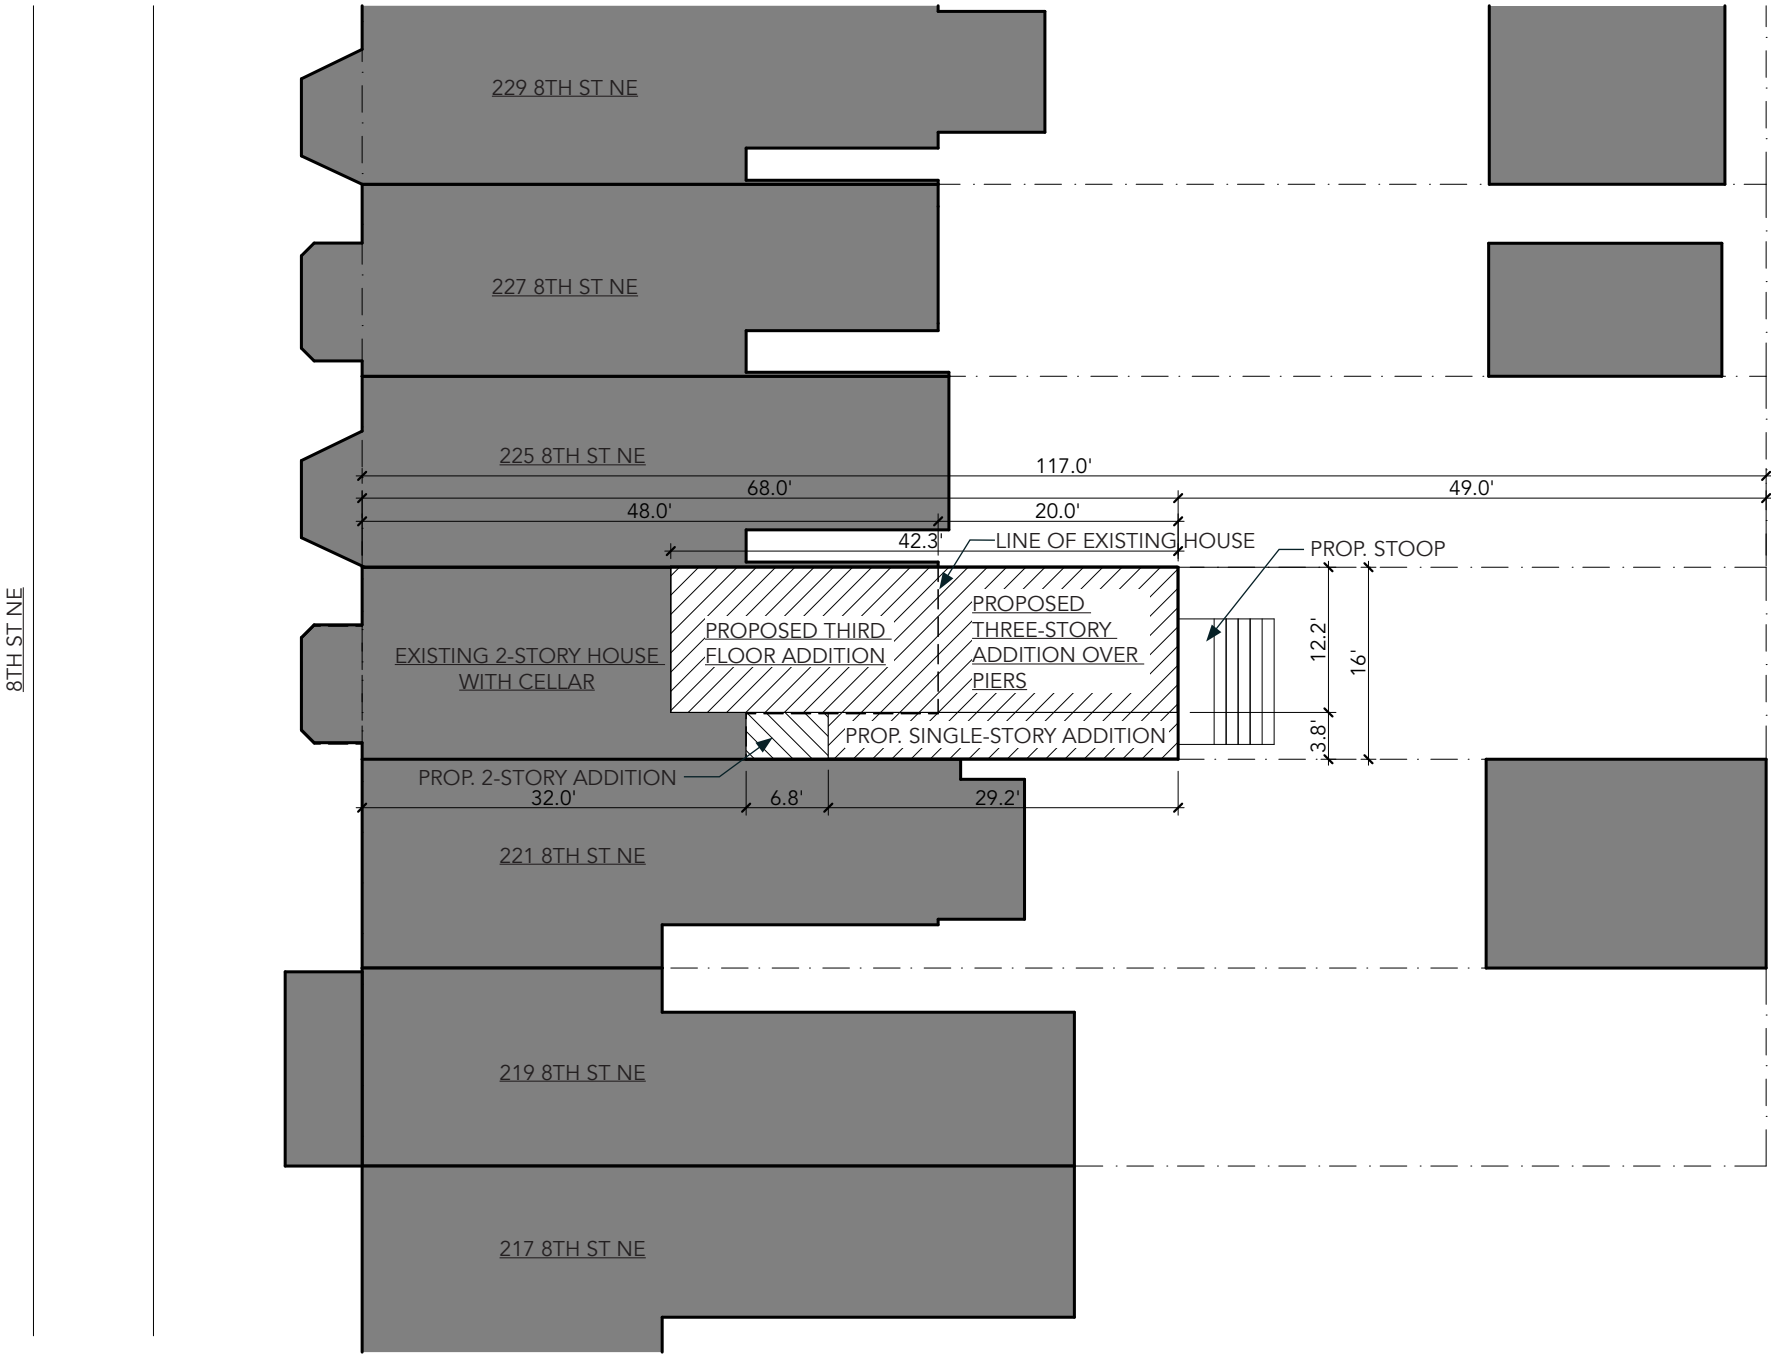 229 8TH ST NE
227 8TH ST NE
225 8TH ST NE
117.0'
68.0'
49.0'
48.0'
20.0'
42.3'
LINE OF EXISTING HOUSE
PROP. STOOP
8TH ST NE
EXISTING 2-STORY HOUSE
WITH CELLAR
PROPOSED THIRD
FLOOR ADDITION
PROPOSED
THREE-STORY
ADDITION OVER
PIERS
12.2'
16'
3.8'
PROP. SINGLE-STORY ADDITION
PROP. 2-STORY ADDITION
32.0'
6.8'
29.2'
221 8TH ST NE
219 8TH ST NE
217 8TH ST NE